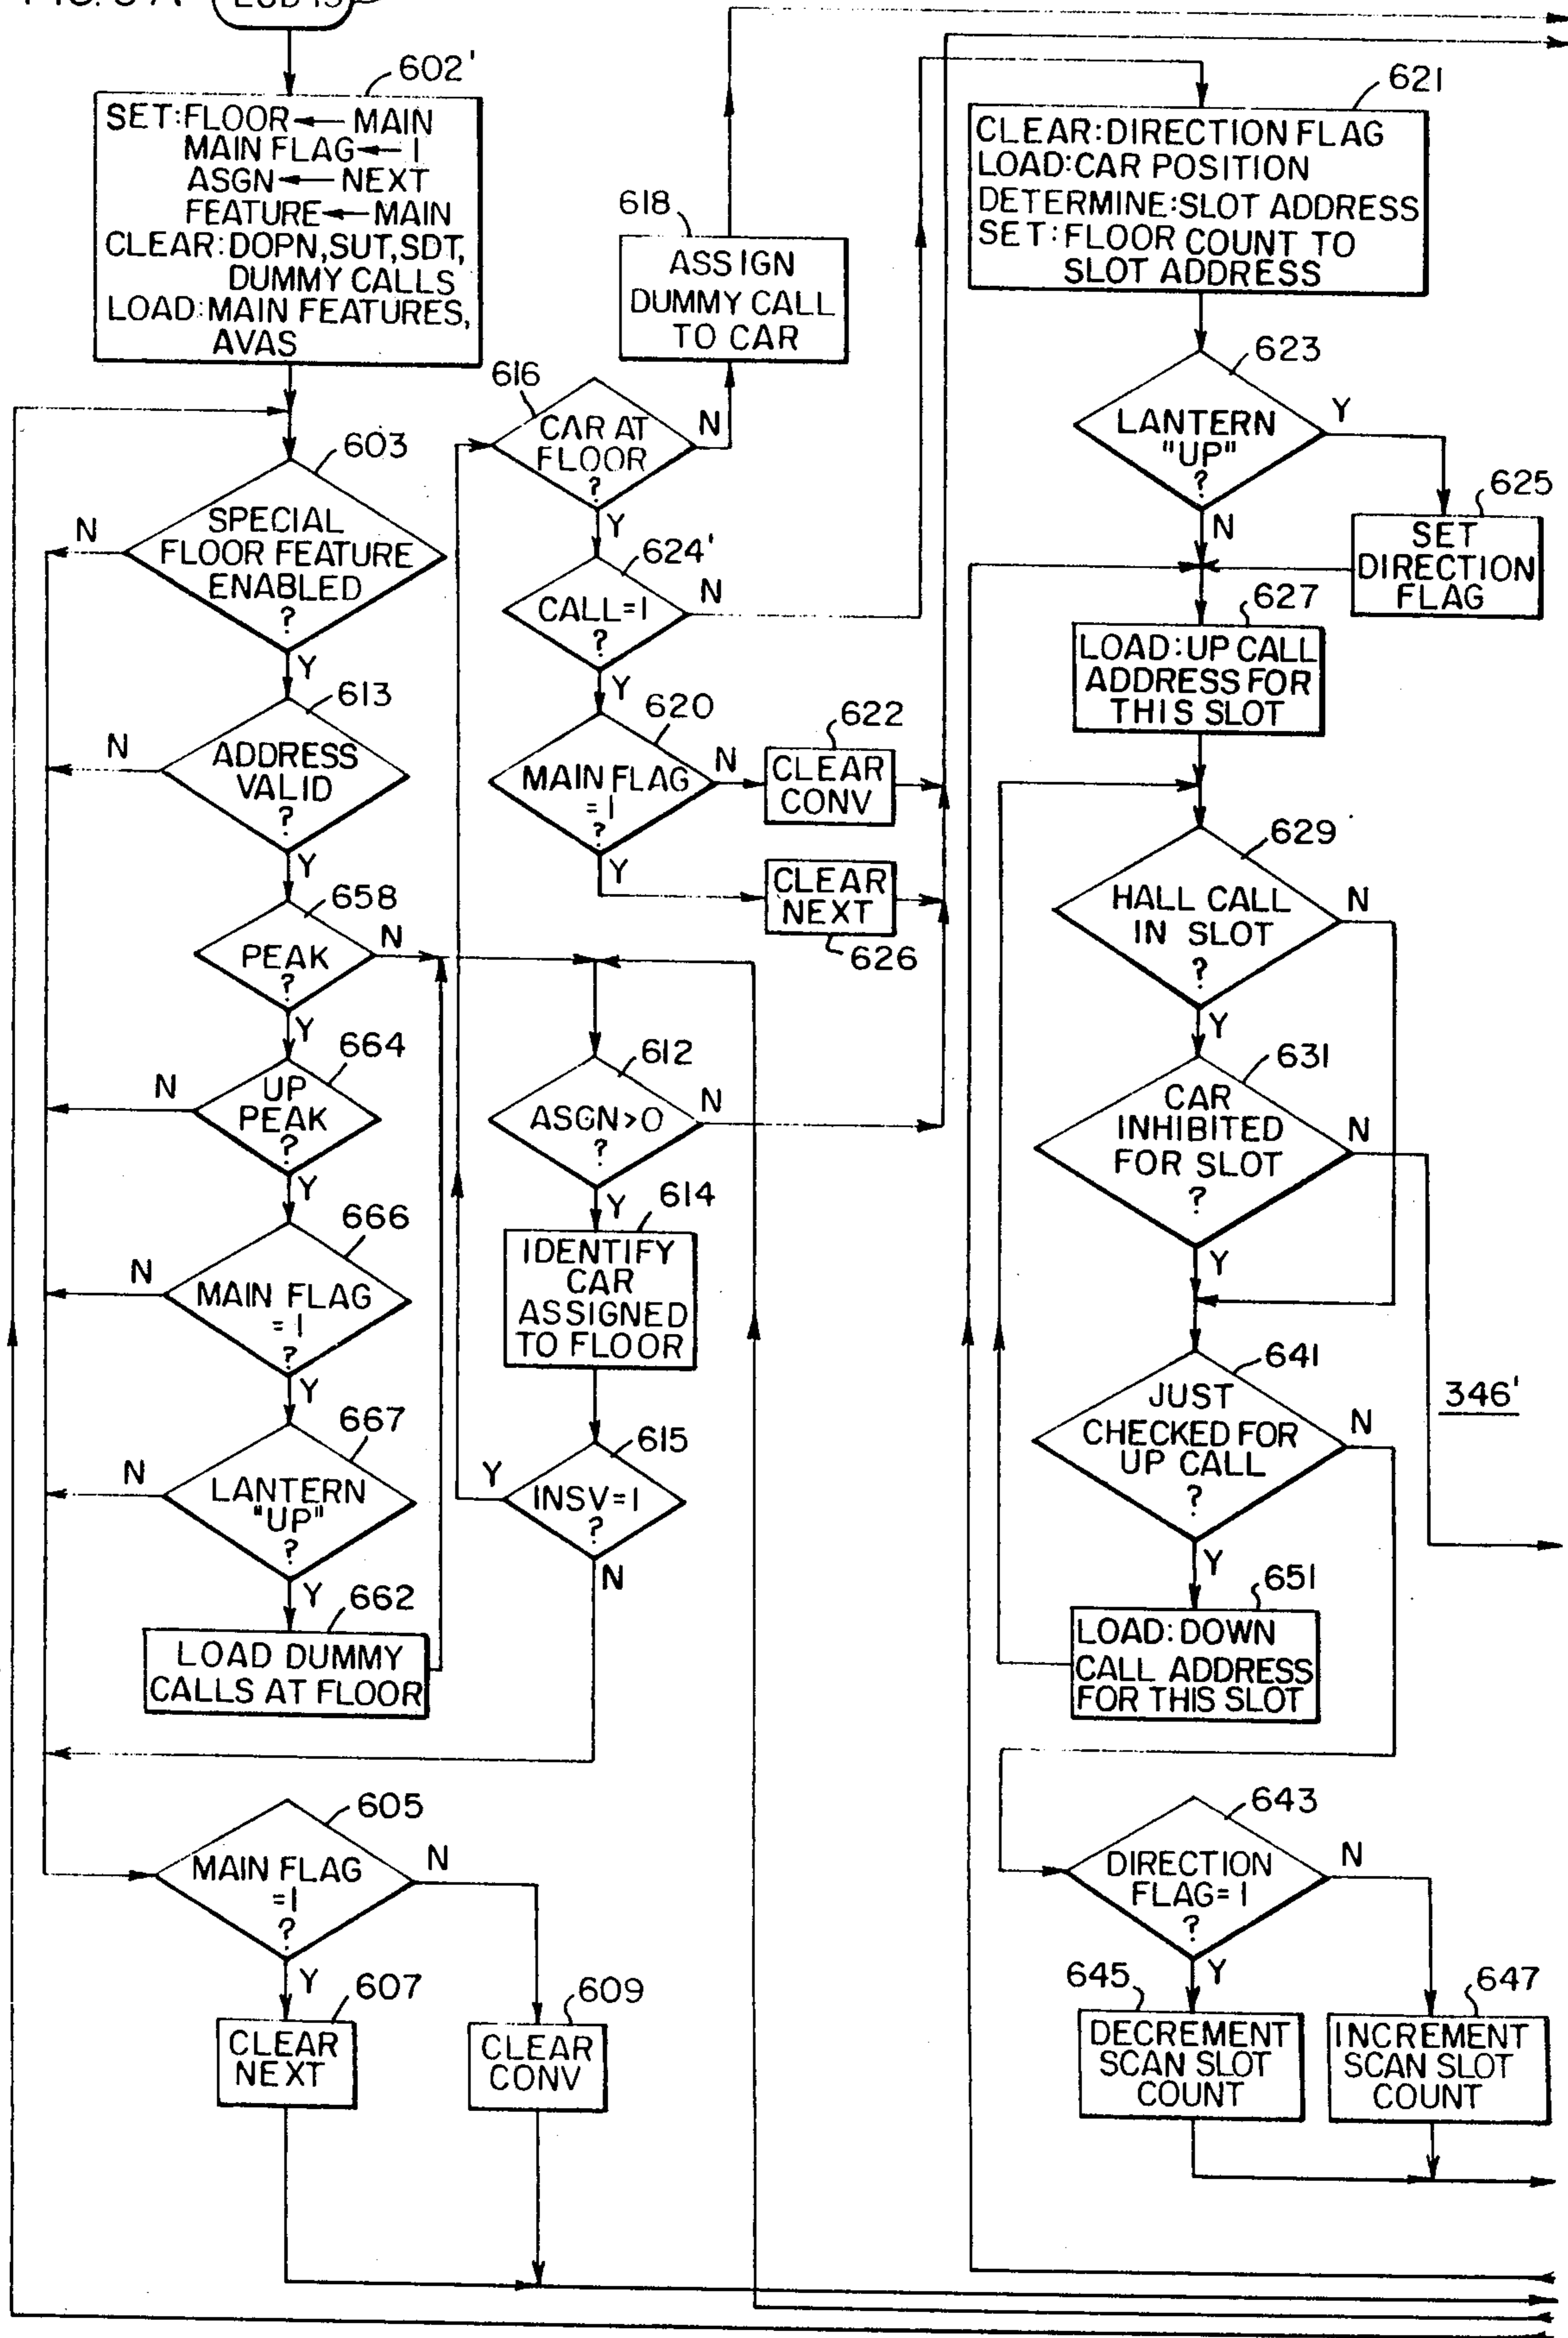 602'
SET:FLOOR ← MAIN
MAIN FLAG ← 1
ASGN ← NEXT
FEATURE ← MAIN
CLEAR:DOPN,SUT,SDT,
DUMMY CALLS
LOAD:MAIN FEATURES,
AVAS
603
SPECIAL
FLOOR FEATURE
ENABLED
?
N
Y
613
ADDRESS
VALID
?
N
Y
658
PEAK
?
N
Y
664
UP
PEAK
?
N
Y
666
MAIN FLAG
=1
?
N
Y
667
LANTERN
"UP"
?
N
Y
662
LOAD DUMMY
CALLS AT FLOOR
605
MAIN FLAG
=1
?
N
Y
607
CLEAR
NEXT
609
CLEAR
CONV
618
ASSIGN
DUMMY CALL
TO CAR
616
CAR AT
FLOOR
?
N
Y
624'
CALL=1
?
N
Y
620
MAIN FLAG
=1
?
N
Y
622
CLEAR
CONV
CLEAR
NEXT
626
612
ASGN>0
?
N
Y
614
IDENTIFY
CAR
ASSIGNED
TO FLOOR
615
INSV=1
?
Y
N
621
CLEAR:DIRECTION FLAG
LOAD:CAR POSITION
DETERMINE:SLOT ADDRESS
SET:FLOOR COUNT TO
SLOT ADDRESS
623
LANTERN
"UP"
?
Y
N
625
SET
DIRECTION
FLAG
627
LOAD:UP CALL
ADDRESS FOR
THIS SLOT
629
HALL CALL
IN SLOT
?
N
Y
631
CAR
INHIBITED
FOR SLOT
?
N
Y
641
JUST
CHECKED FOR
UP CALL
?
N
Y
346'
651
LOAD:DOWN
CALL ADDRESS
FOR THIS SLOT
643
DIRECTION
FLAG=1
?
N
Y
645
DECREMENT
SCAN SLOT
COUNT
647
INCREMENT
SCAN SLOT
COUNT